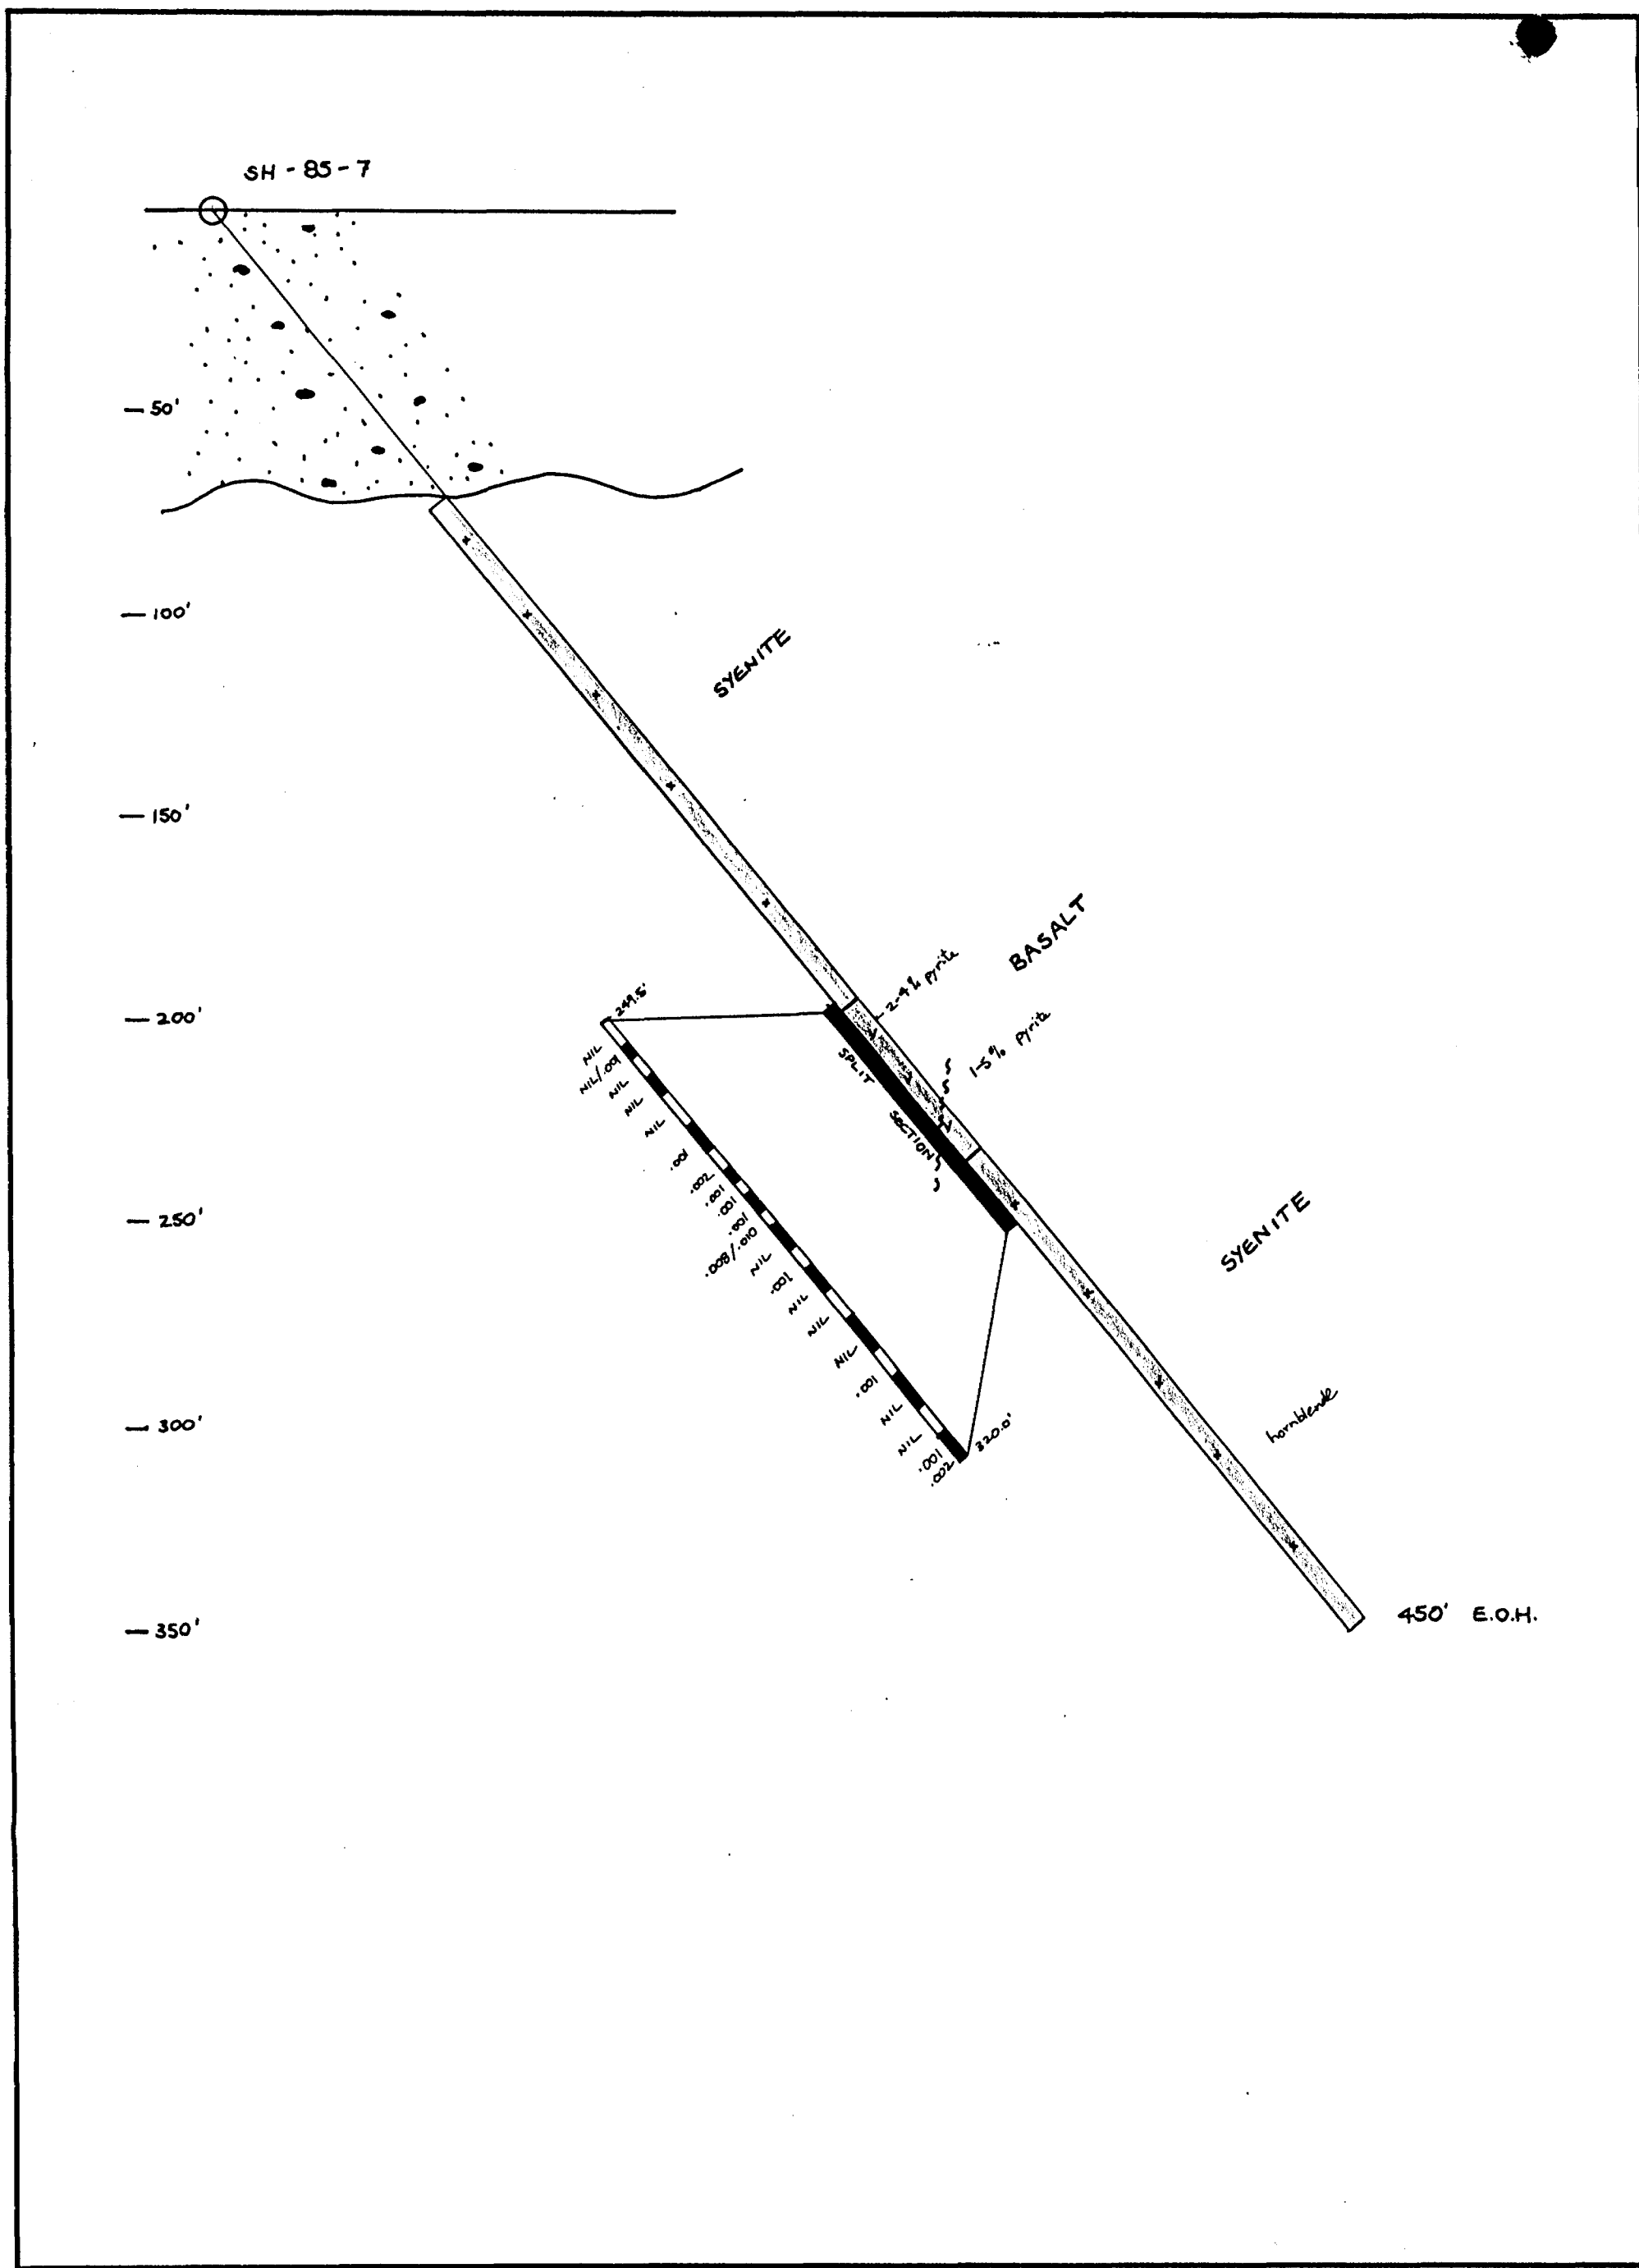 SH - 85 - 7
— 50'
— 100'
SYENITE
— 150'
BASALT
2-4% pyrite
1-5% pyrite
— 200'
249.5'
SPLIT
SECTION
NIL
NIL/.001
NIL
NIL
NIL
.001
.002
.001
.001
.001
.008/.010
NIL
.001
NIL
NIL
NIL
.001
NIL
NIL
.001
.002
320.0'
— 250'
SYENITE
— 300'
hornblende
— 350'
450' E.O.H.